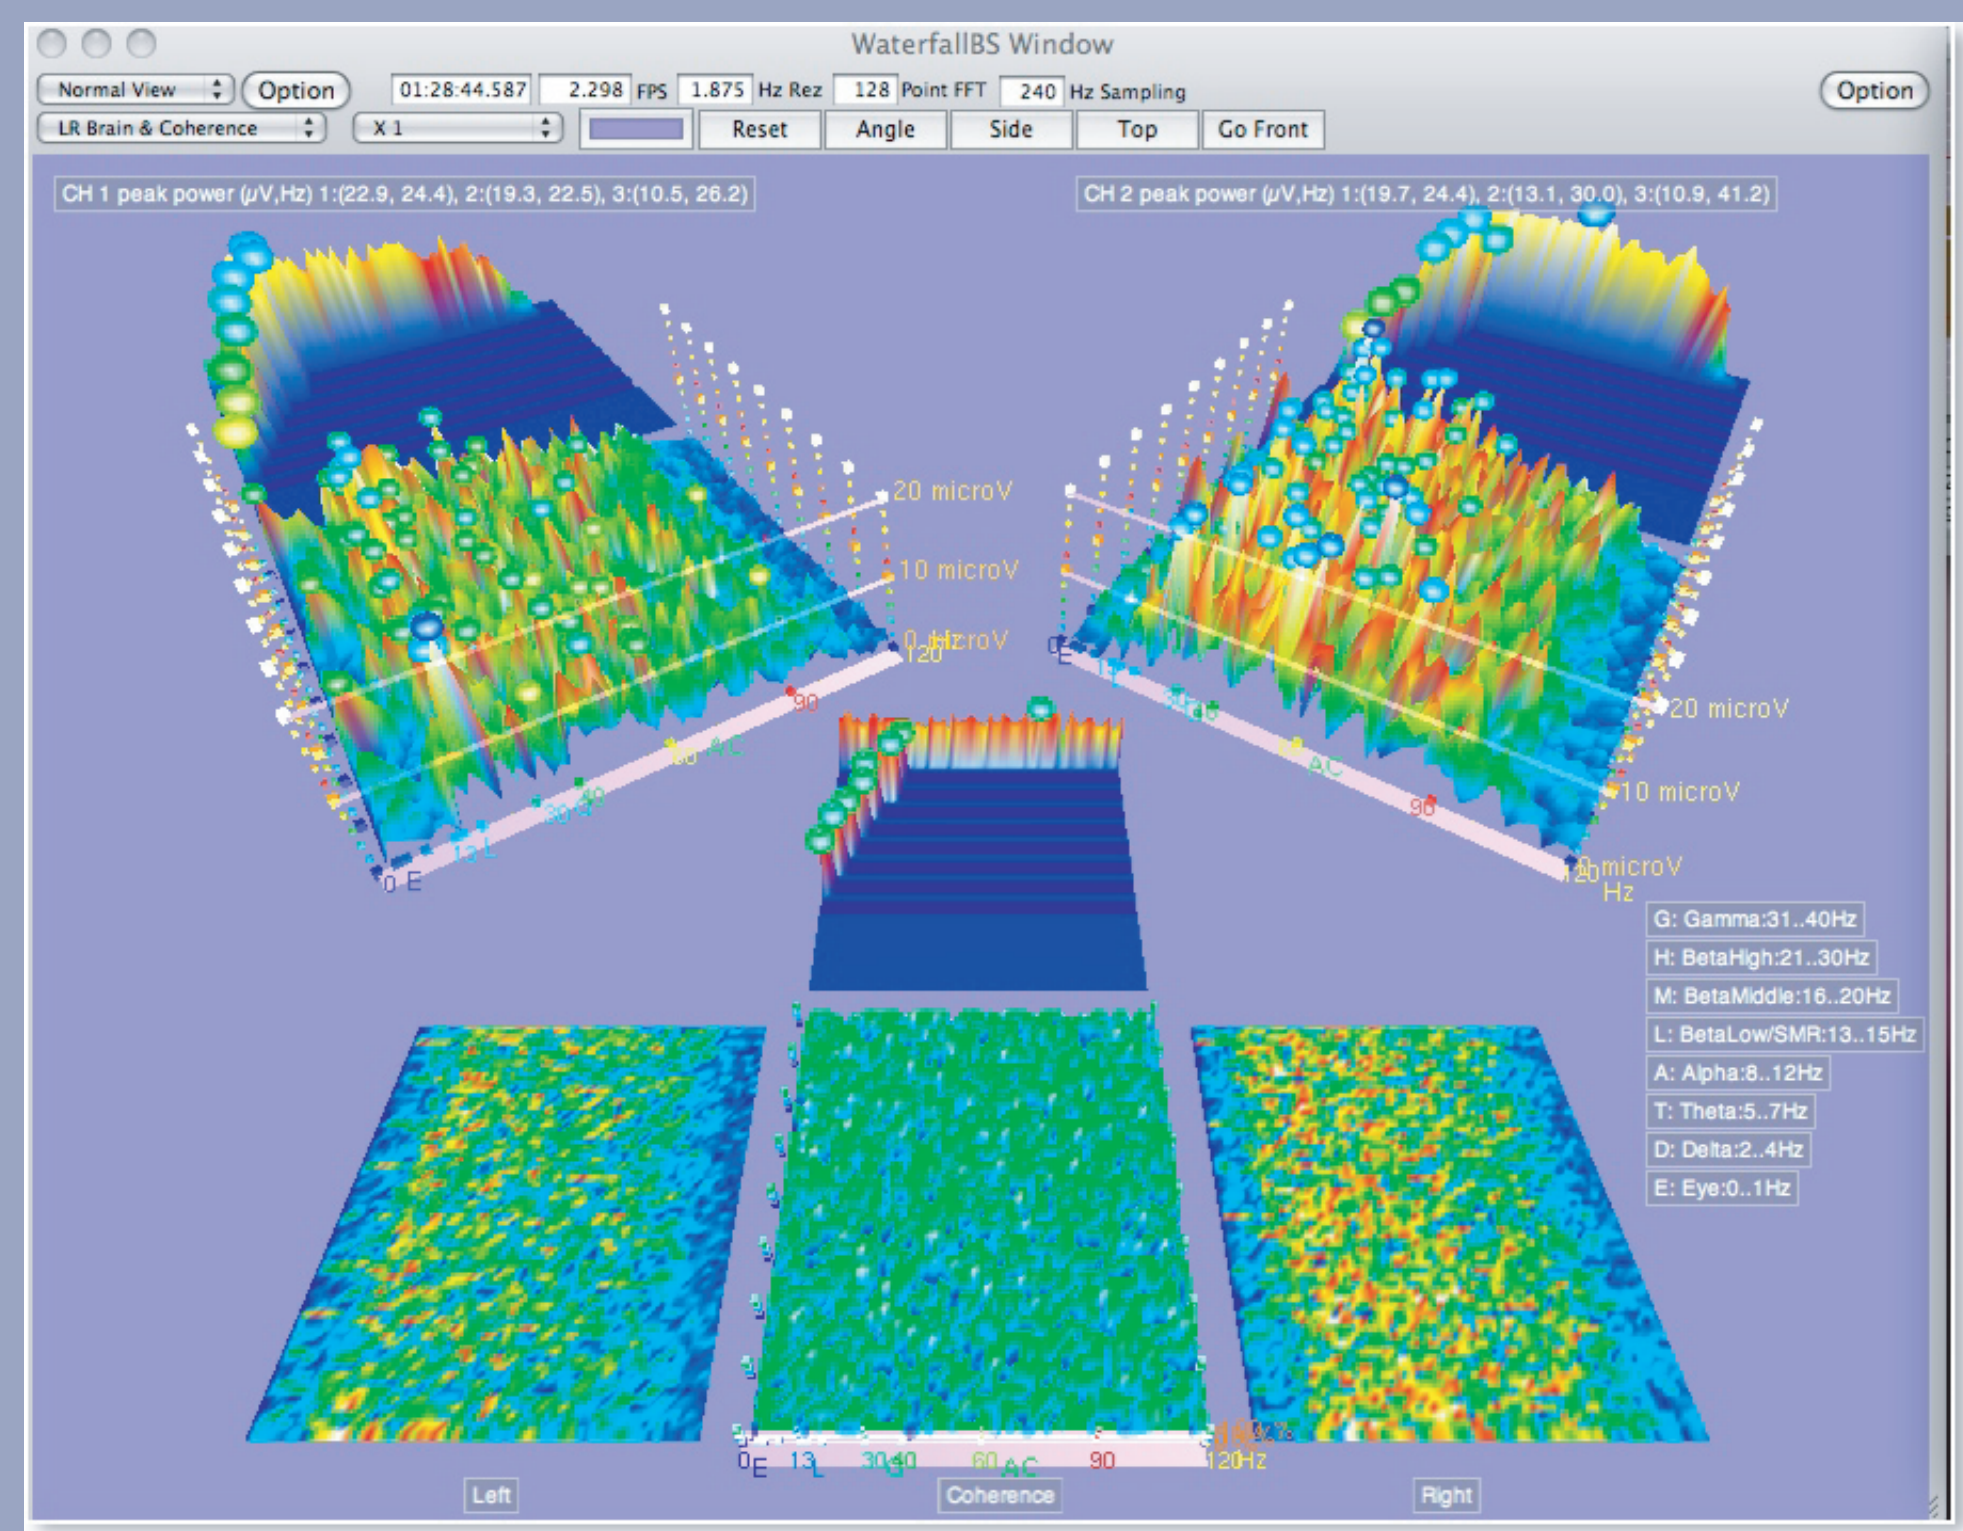 WaterfallBS Window
Normal View Option 01:28:44.587 2.298 FPS 1.875 Hz Rez 128 Point FFT 240 Hz Sampling Option
LR Brain & Coherence X 1 Reset Angle Side Top Go Front
CH 1 peak power (µV,Hz) 1:(22.9, 24.4), 2:(19.3, 22.5), 3:(10.5, 26.2)
CH 2 peak power (µV,Hz) 1:(19.7, 24.4), 2:(13.1, 30.0), 3:(10.9, 41.2)
20 microV
10 microV
120
90
AC
0 E
E
20 microV
AC
10 microV
90
microV
Hz
G: Gamma:31..40Hz
H: BetaHigh:21..30Hz
M: BetaMiddle:16..20Hz
L: BetaLow/SMR:13..15Hz
A: Alpha:8..12Hz
T: Theta:5..7Hz
D: Delta:2..4Hz
E: Eye:0..1Hz
0 E 13 L 30 40 60 AC 90 120Hz
Left Coherence Right